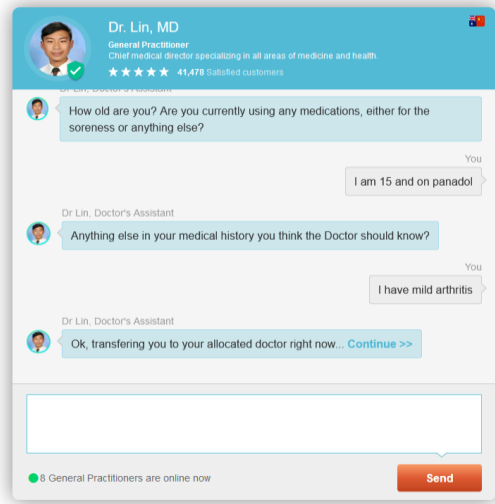 Dr. Lin, MD
General Practitioner
Chief medical director specializing in all areas of medicine and health.
41,478 Satisfied customers
Dr Lin, Doctor's Assistant
How old are you? Are you currently using any medications, either for the
soreness or anything else?
You
I am 15 and on panadol
Dr Lin, Doctor's Assistant
Anything else in your medical history you think the Doctor should know?
You
I have mild arthritis
Dr Lin, Doctor's Assistant
Ok, transfering you to your allocated doctor right now... Continue >>
8 General Practitioners are online now
Send